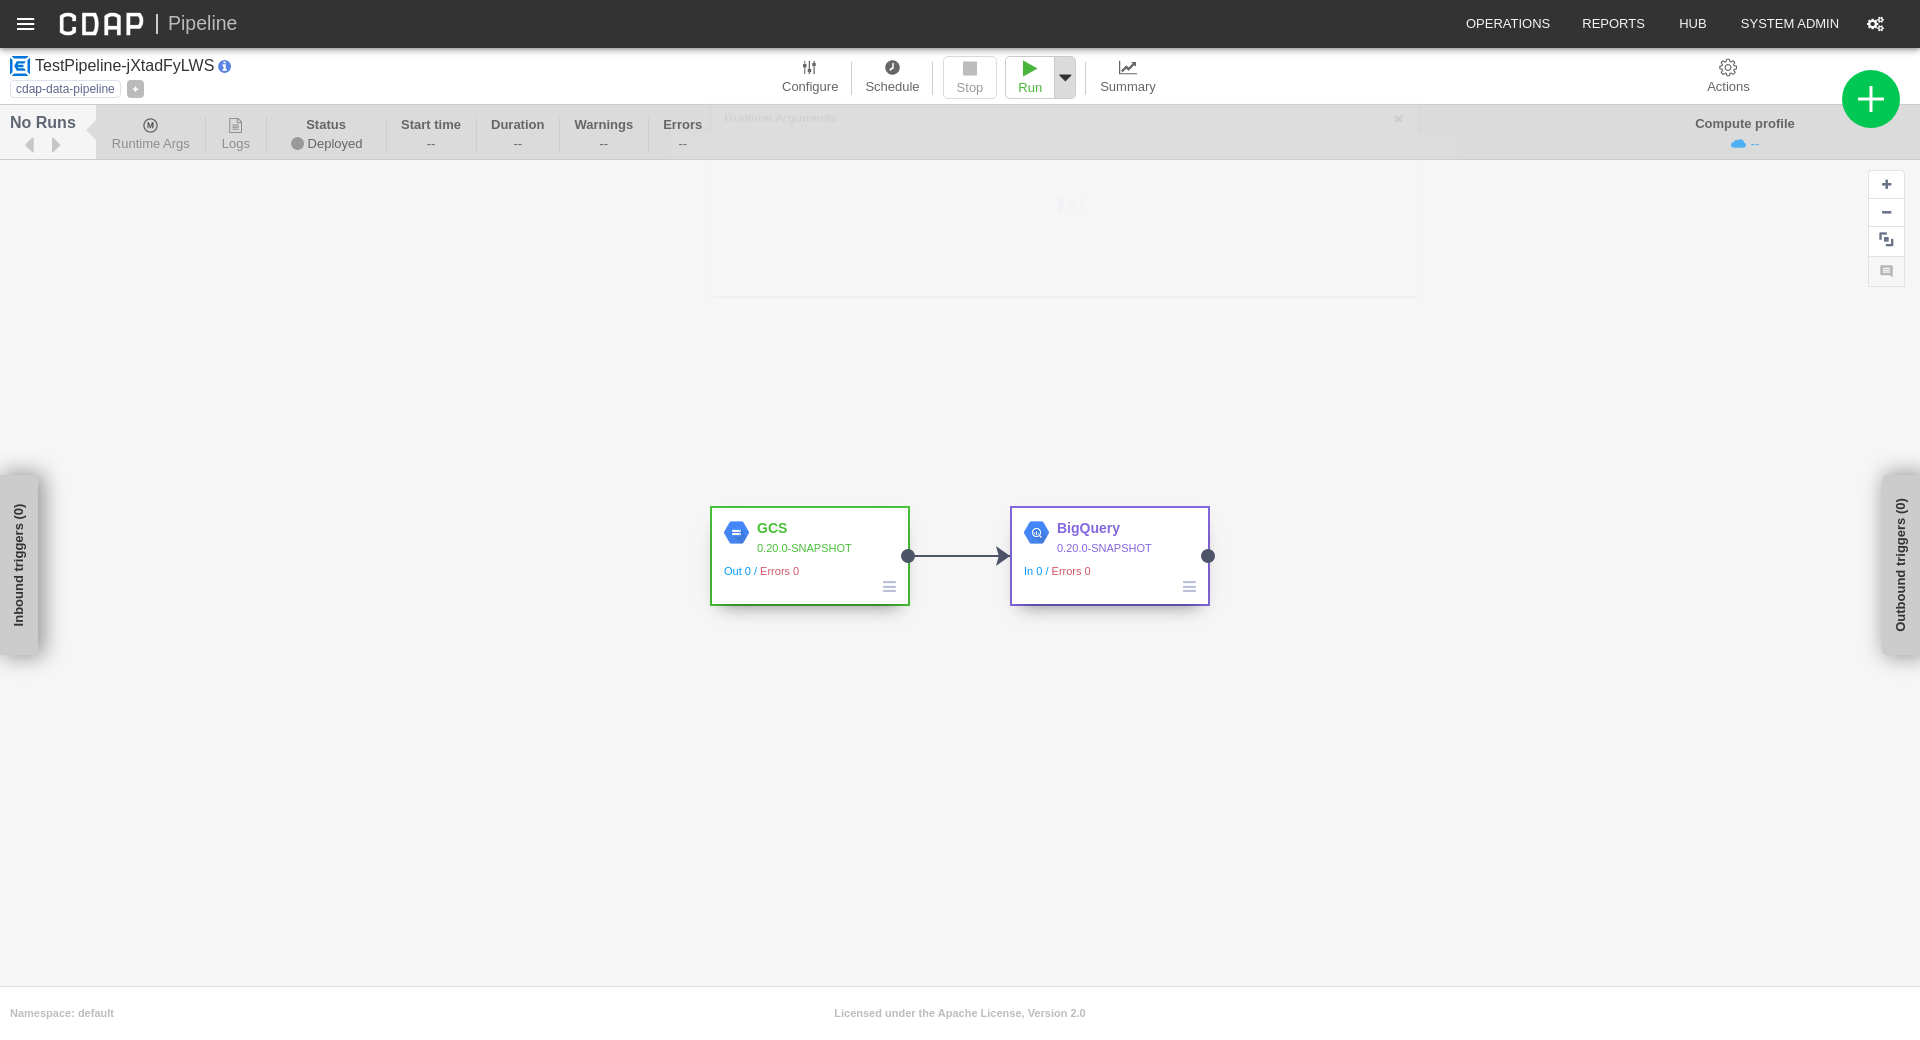 CDAP | Pipeline
OPERATIONS REPORTS HUB SYSTEM ADMIN
TestPipeline-jXtadFyLWS
cdap-data-pipeline
Configure Schedule Stop Run Summary Actions
No Runs
Runtime Args Logs
Status
Deployed
Start time
--
Duration
--
Warnings
--
Errors
--
Runtime Arguments
Compute profile
--
Inbound triggers (0)
GCS
0.20.0-SNAPSHOT
Out 0 / Errors 0
BigQuery
0.20.0-SNAPSHOT
In 0 / Errors 0
Outbound triggers (0)
Namespace: default
Licensed under the Apache License, Version 2.0